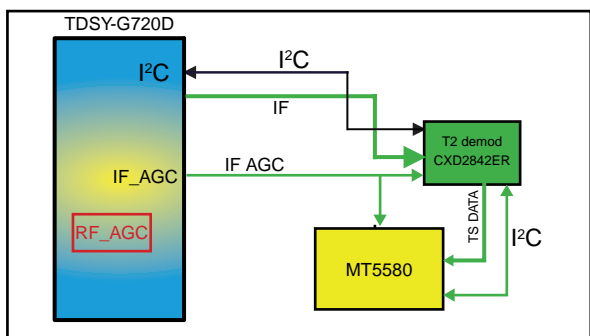 TDSY-G720D
I²C
I²C
IF
T2 demod
CXD2842ER
IF_AGC
IF AGC
RF_AGC
TS DATA
I²C
MT5580